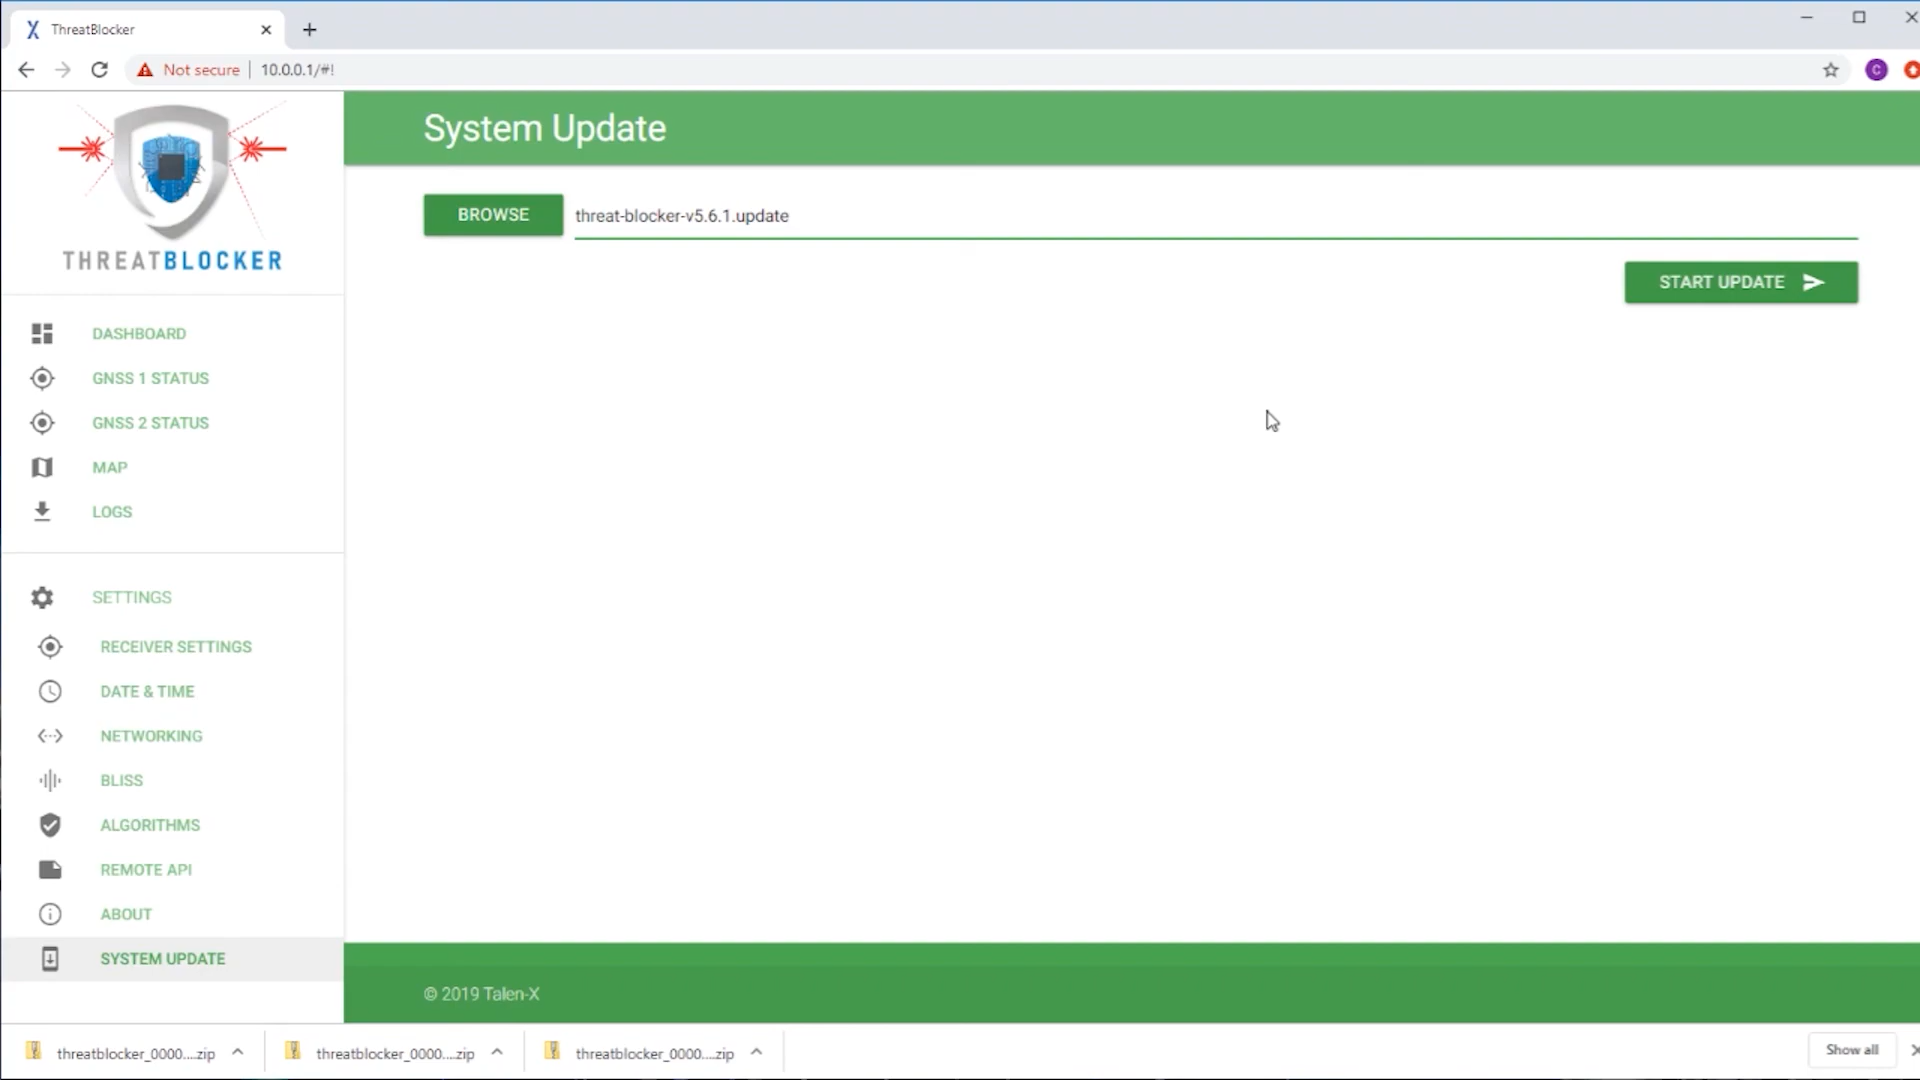 ThreatBlocker
Not secure
10.0.0.1/#!
C
THREATBLOCKER
DASHBOARD
GNSS 1 STATUS
GNSS 2 STATUS
MAP
LOGS
SETTINGS
RECEIVER SETTINGS
DATE & TIME
NETWORKING
BLISS
ALGORITHMS
REMOTE API
ABOUT
SYSTEM UPDATE
System Update
BROWSE
threat-blocker-v5.6.1.update
START UPDATE
© 2019 Talen-X
threatblocker_0000....zip
threatblocker_0000....zip
threatblocker_0000....zip
Show all